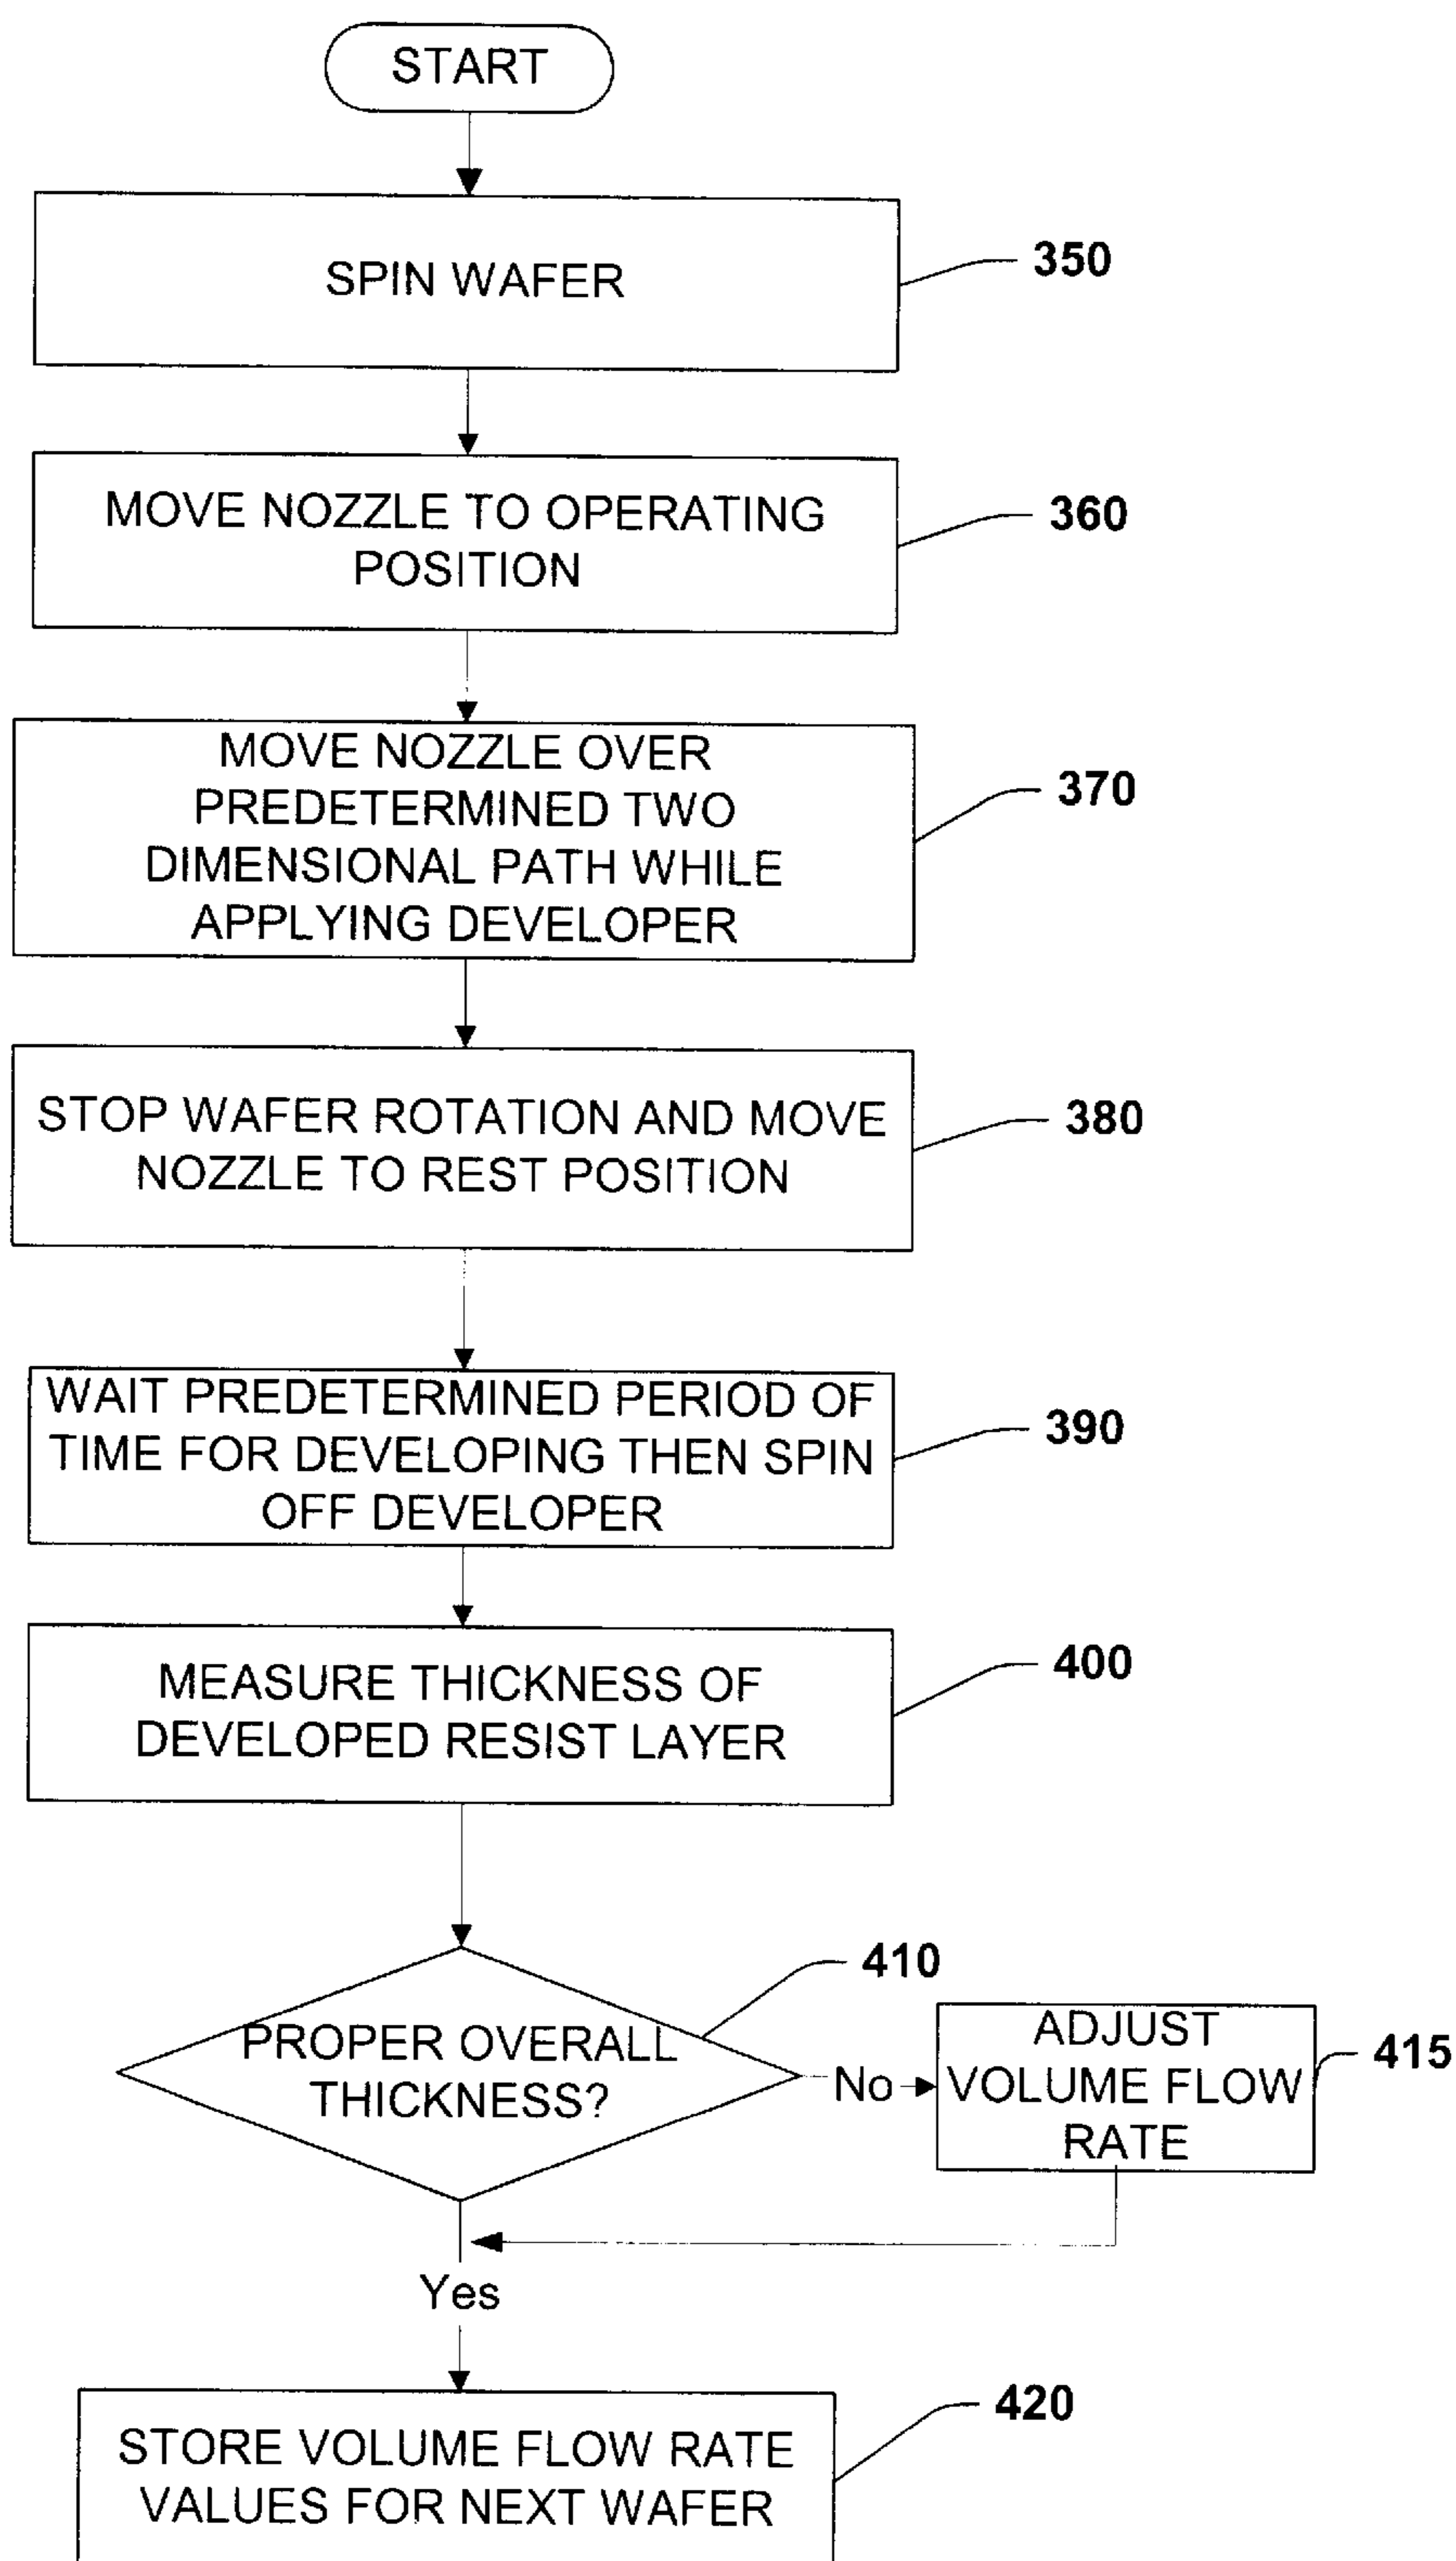 START
SPIN WAFER
350
MOVE NOZZLE TO OPERATING
POSITION
360
MOVE NOZZLE OVER
PREDETERMINED TWO
DIMENSIONAL PATH WHILE
APPLYING DEVELOPER
370
STOP WAFER ROTATION AND MOVE
NOZZLE TO REST POSITION
380
WAIT PREDETERMINED PERIOD OF
TIME FOR DEVELOPING THEN SPIN
OFF DEVELOPER
390
MEASURE THICKNESS OF
DEVELOPED RESIST LAYER
400
PROPER OVERALL
THICKNESS?
410
No
ADJUST
VOLUME FLOW
RATE
415
Yes
STORE VOLUME FLOW RATE
VALUES FOR NEXT WAFER
420